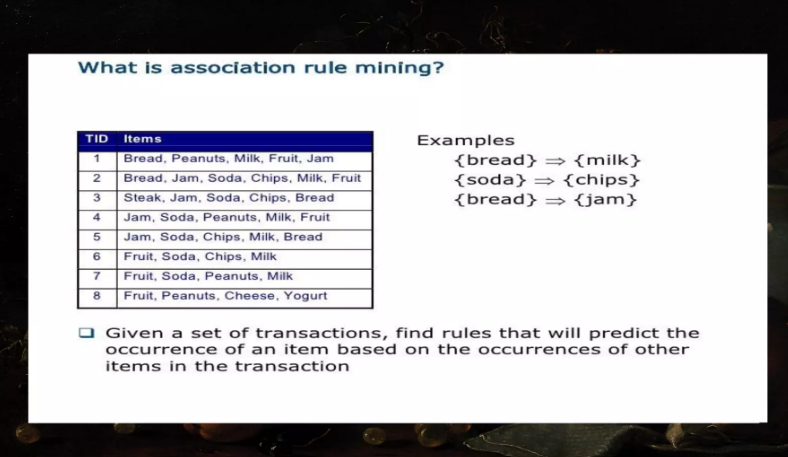 What is association rule mining?
TID Items
1 Bread, Peanuts, Milk, Fruit, Jam
2 Bread, Jam, Soda, Chips, Milk, Fruit
3 Steak, Jam, Soda, Chips, Bread
4 Jam, Soda, Peanuts, Milk, Fruit
5 Jam, Soda, Chips, Milk, Bread
6 Fruit, Soda, Chips, Milk
7 Fruit, Soda, Peanuts, Milk
8 Fruit, Peanuts, Cheese, Yogurt
Examples
{bread} ⇒ {milk}
{soda} ⇒ {chips}
{bread} ⇒ {jam}
❑ Given a set of transactions, find rules that will predict the
occurrence of an item based on the occurrences of other
items in the transaction